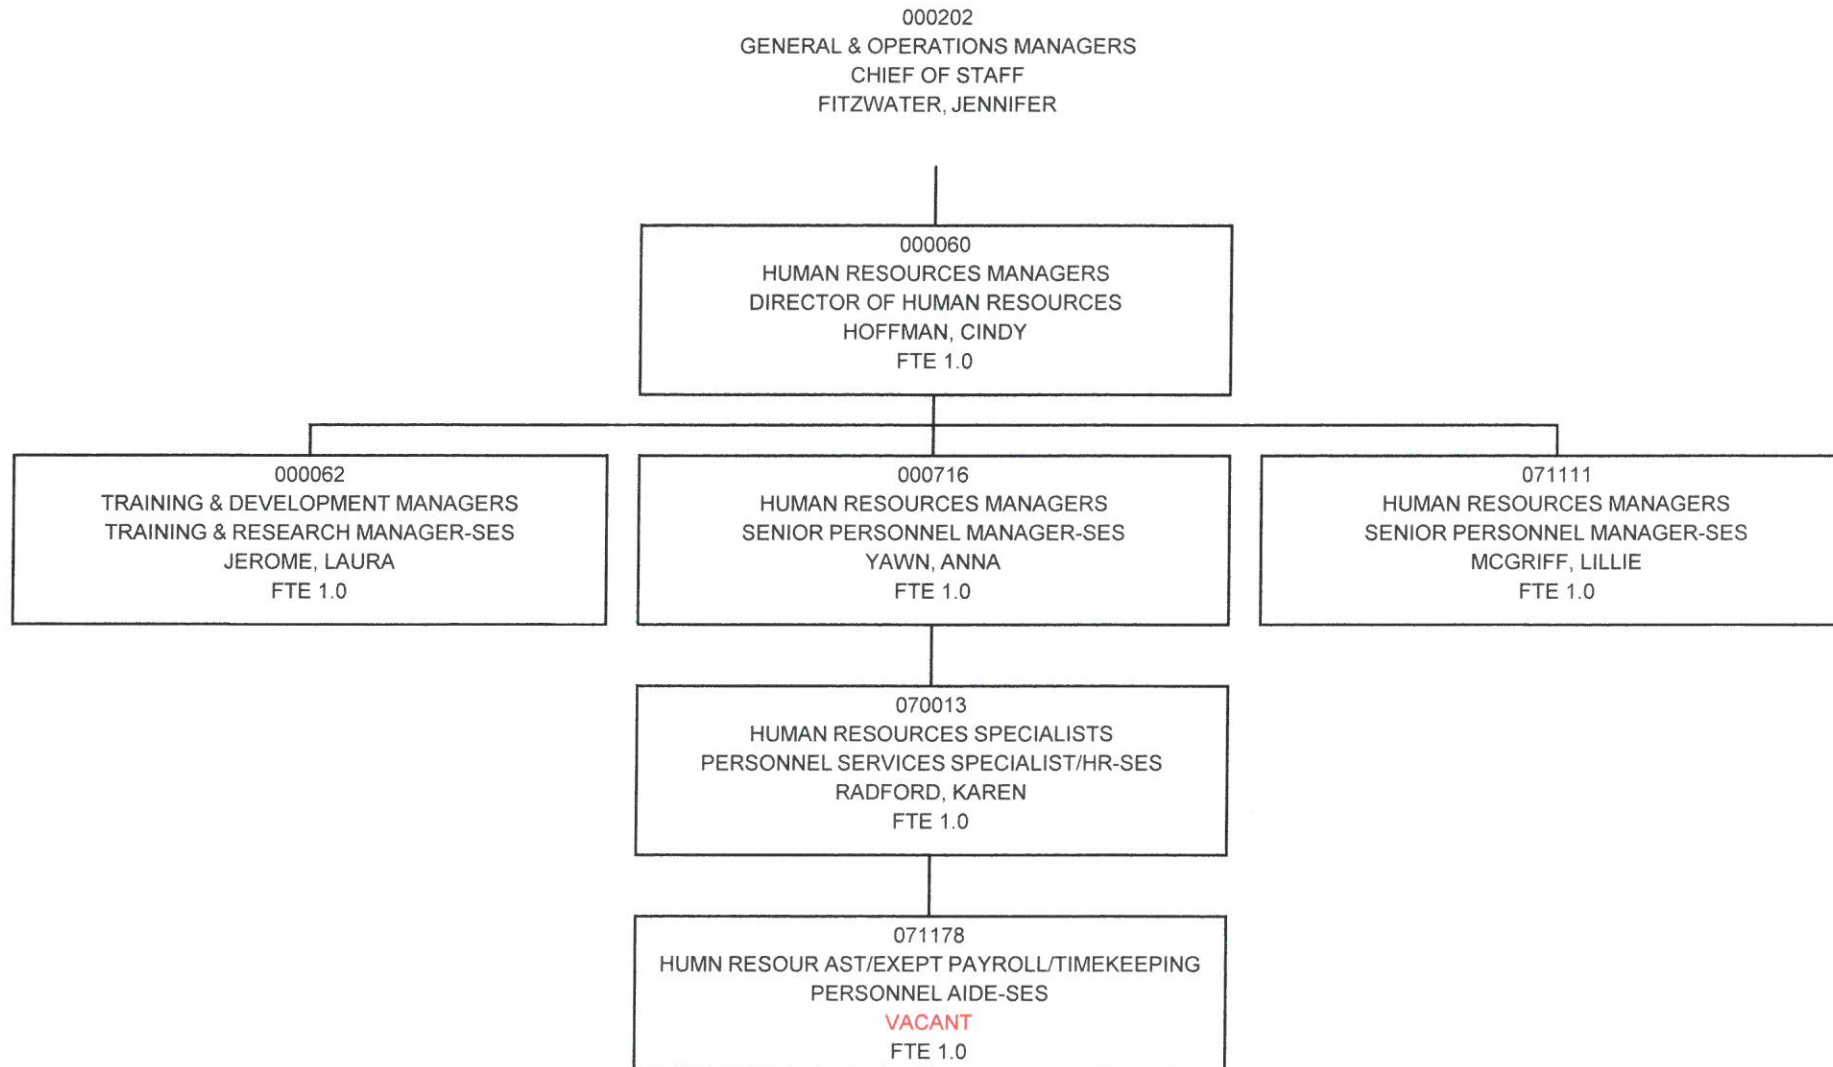 000202
GENERAL & OPERATIONS MANAGERS
CHIEF OF STAFF
FITZWATER, JENNIFER
000060
HUMAN RESOURCES MANAGERS
DIRECTOR OF HUMAN RESOURCES
HOFFMAN, CINDY
FTE 1.0
000062
TRAINING & DEVELOPMENT MANAGERS
TRAINING & RESEARCH MANAGER-SES
JEROME, LAURA
FTE 1.0
000716
HUMAN RESOURCES MANAGERS
SENIOR PERSONNEL MANAGER-SES
YAWN, ANNA
FTE 1.0
071111
HUMAN RESOURCES MANAGERS
SENIOR PERSONNEL MANAGER-SES
MCGRIFF, LILLIE
FTE 1.0
070013
HUMAN RESOURCES SPECIALISTS
PERSONNEL SERVICES SPECIALIST/HR-SES
RADFORD, KAREN
FTE 1.0
071178
HUMN RESOUR AST/EXEPT PAYROLL/TIMEKEEPING
PERSONNEL AIDE-SES
VACANT
FTE 1.0